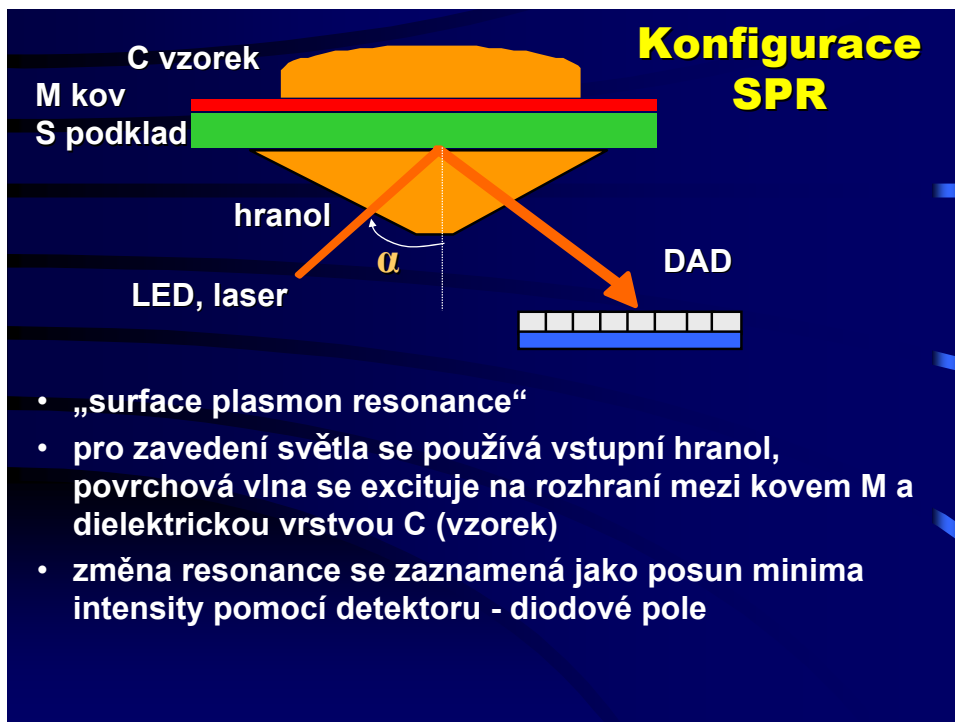 Konfigurace
SPR
C vzorek
M kov
S podklad
hranol
α
LED, laser
DAD
• „surface plasmon resonance“
• pro zavedení světla se používá vstupní hranol,
povrchová vlna se excituje na rozhraní mezi kovem M a
dielektrickou vrstvou C (vzorek)
• změna resonance se zaznamená jako posun minima
intensity pomocí detektoru - diodové pole